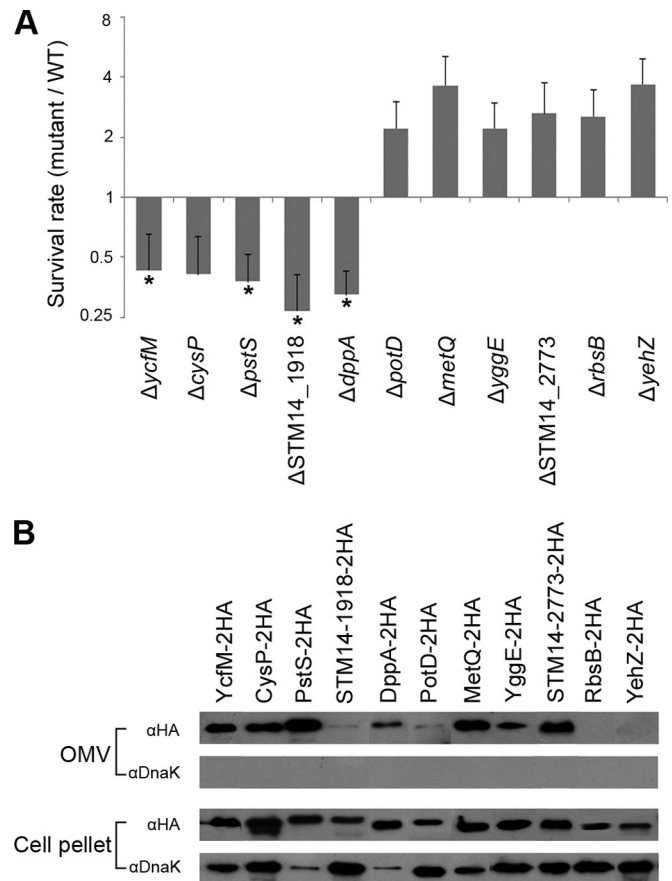 A
Survival rate (mutant / WT)
8
4
2
1
0.5
0.25
* * * *
ΔycfM
ΔcysP
ΔpstS
ΔSTM14_1918
ΔdppA
ΔpotD
ΔmetQ
ΔyggE
ΔSTM14_2773
ΔrbsB
ΔyehZ
B
YcfM-2HA
CysP-2HA
PstS-2HA
STM14-1918-2HA
DppA-2HA
PotD-2HA
MetQ-2HA
YggE-2HA
STM14-2773-2HA
RbsB-2HA
YehZ-2HA
OMV
αHA
αDnaK
Cell pellet
αHA
αDnaK